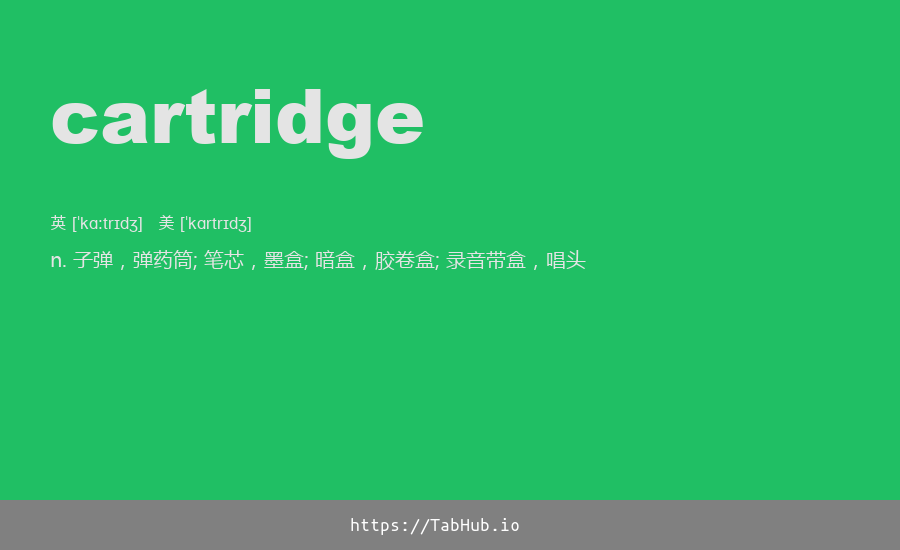 cartridge
英 [ˈkɑːtrɪdʒ] 美 [ˈkɑrtrɪdʒ]
n. 子弹，弹药筒; 笔芯，墨盒; 暗盒，胶卷盒; 录音带盒，唱头
https://TabHub.io